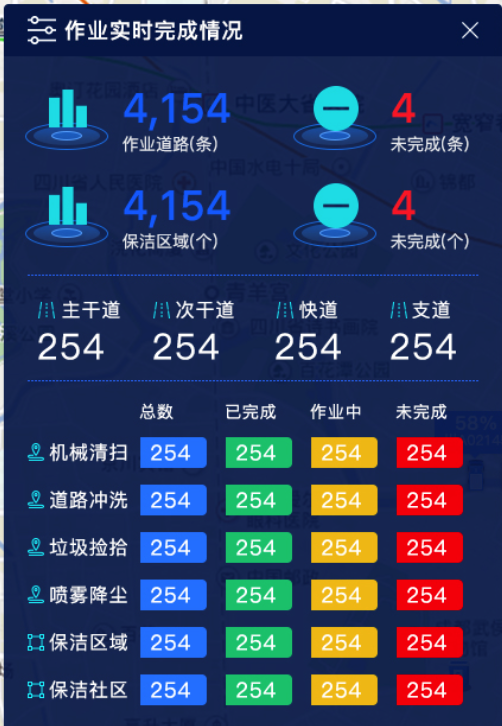 作业实时完成情况
4,154
作业道路(条)
4
未完成(条)
4,154
保洁区域(个)
4
未完成(个)
主干道 次干道 快道 支道
254 254 254 254
总数 已完成 作业中 未完成
机械清扫 254 254 254 254
道路冲洗 254 254 254 254
垃圾捡拾 254 254 254 254
喷雾降尘 254 254 254 254
保洁区域 254 254 254 254
保洁社区 254 254 254 254